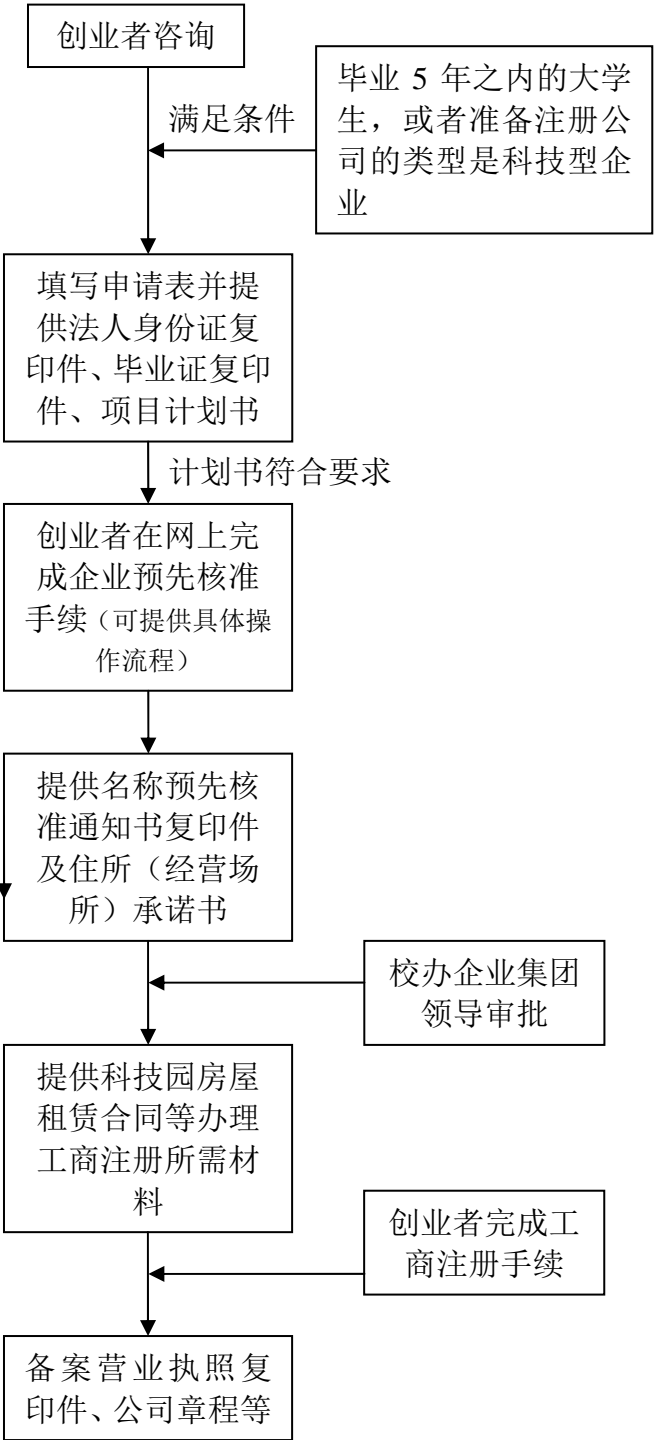 创业者咨询
毕业 5 年之内的大学
生，或者准备注册公
司的类型是科技型企
业
满足条件
填写申请表并提
供法人身份证复
印件、毕业证复印
件、项目计划书
计划书符合要求
创业者在网上完
成企业预先核准
手续（可提供具体操
作流程）
提供名称预先核
准通知书复印件
及住所（经营场
所）承诺书
校办企业集团
领导审批
提供科技园房屋
租赁合同等办理
工商注册所需材
料
创业者完成工
商注册手续
备案营业执照复
印件、公司章程等